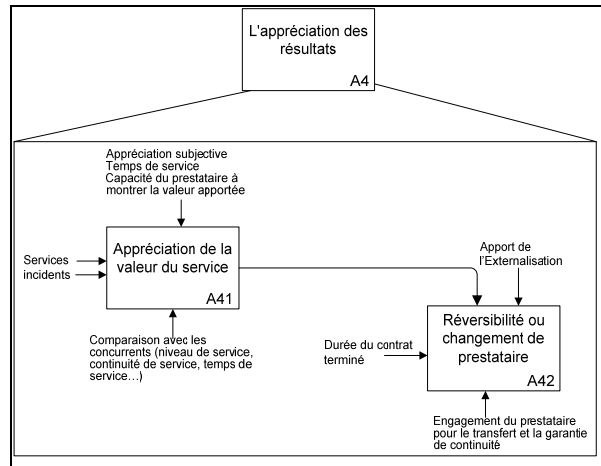 L'appréciation des
résultats
A4
Appréciation subjective
Temps de service
Capacité du prestataire à
montrer la valeur apportée
Services
incidents
Appréciation de la
valeur du service
A41
Comparaison avec les
concurrents (niveau de service,
continuité de service, temps de
service…)
Apport de
l'Externalisation
Durée du contrat
terminé
Réversibilité ou
changement de
prestataire
A42
Engagement du prestataire
pour le transfert et la garantie
de continuité